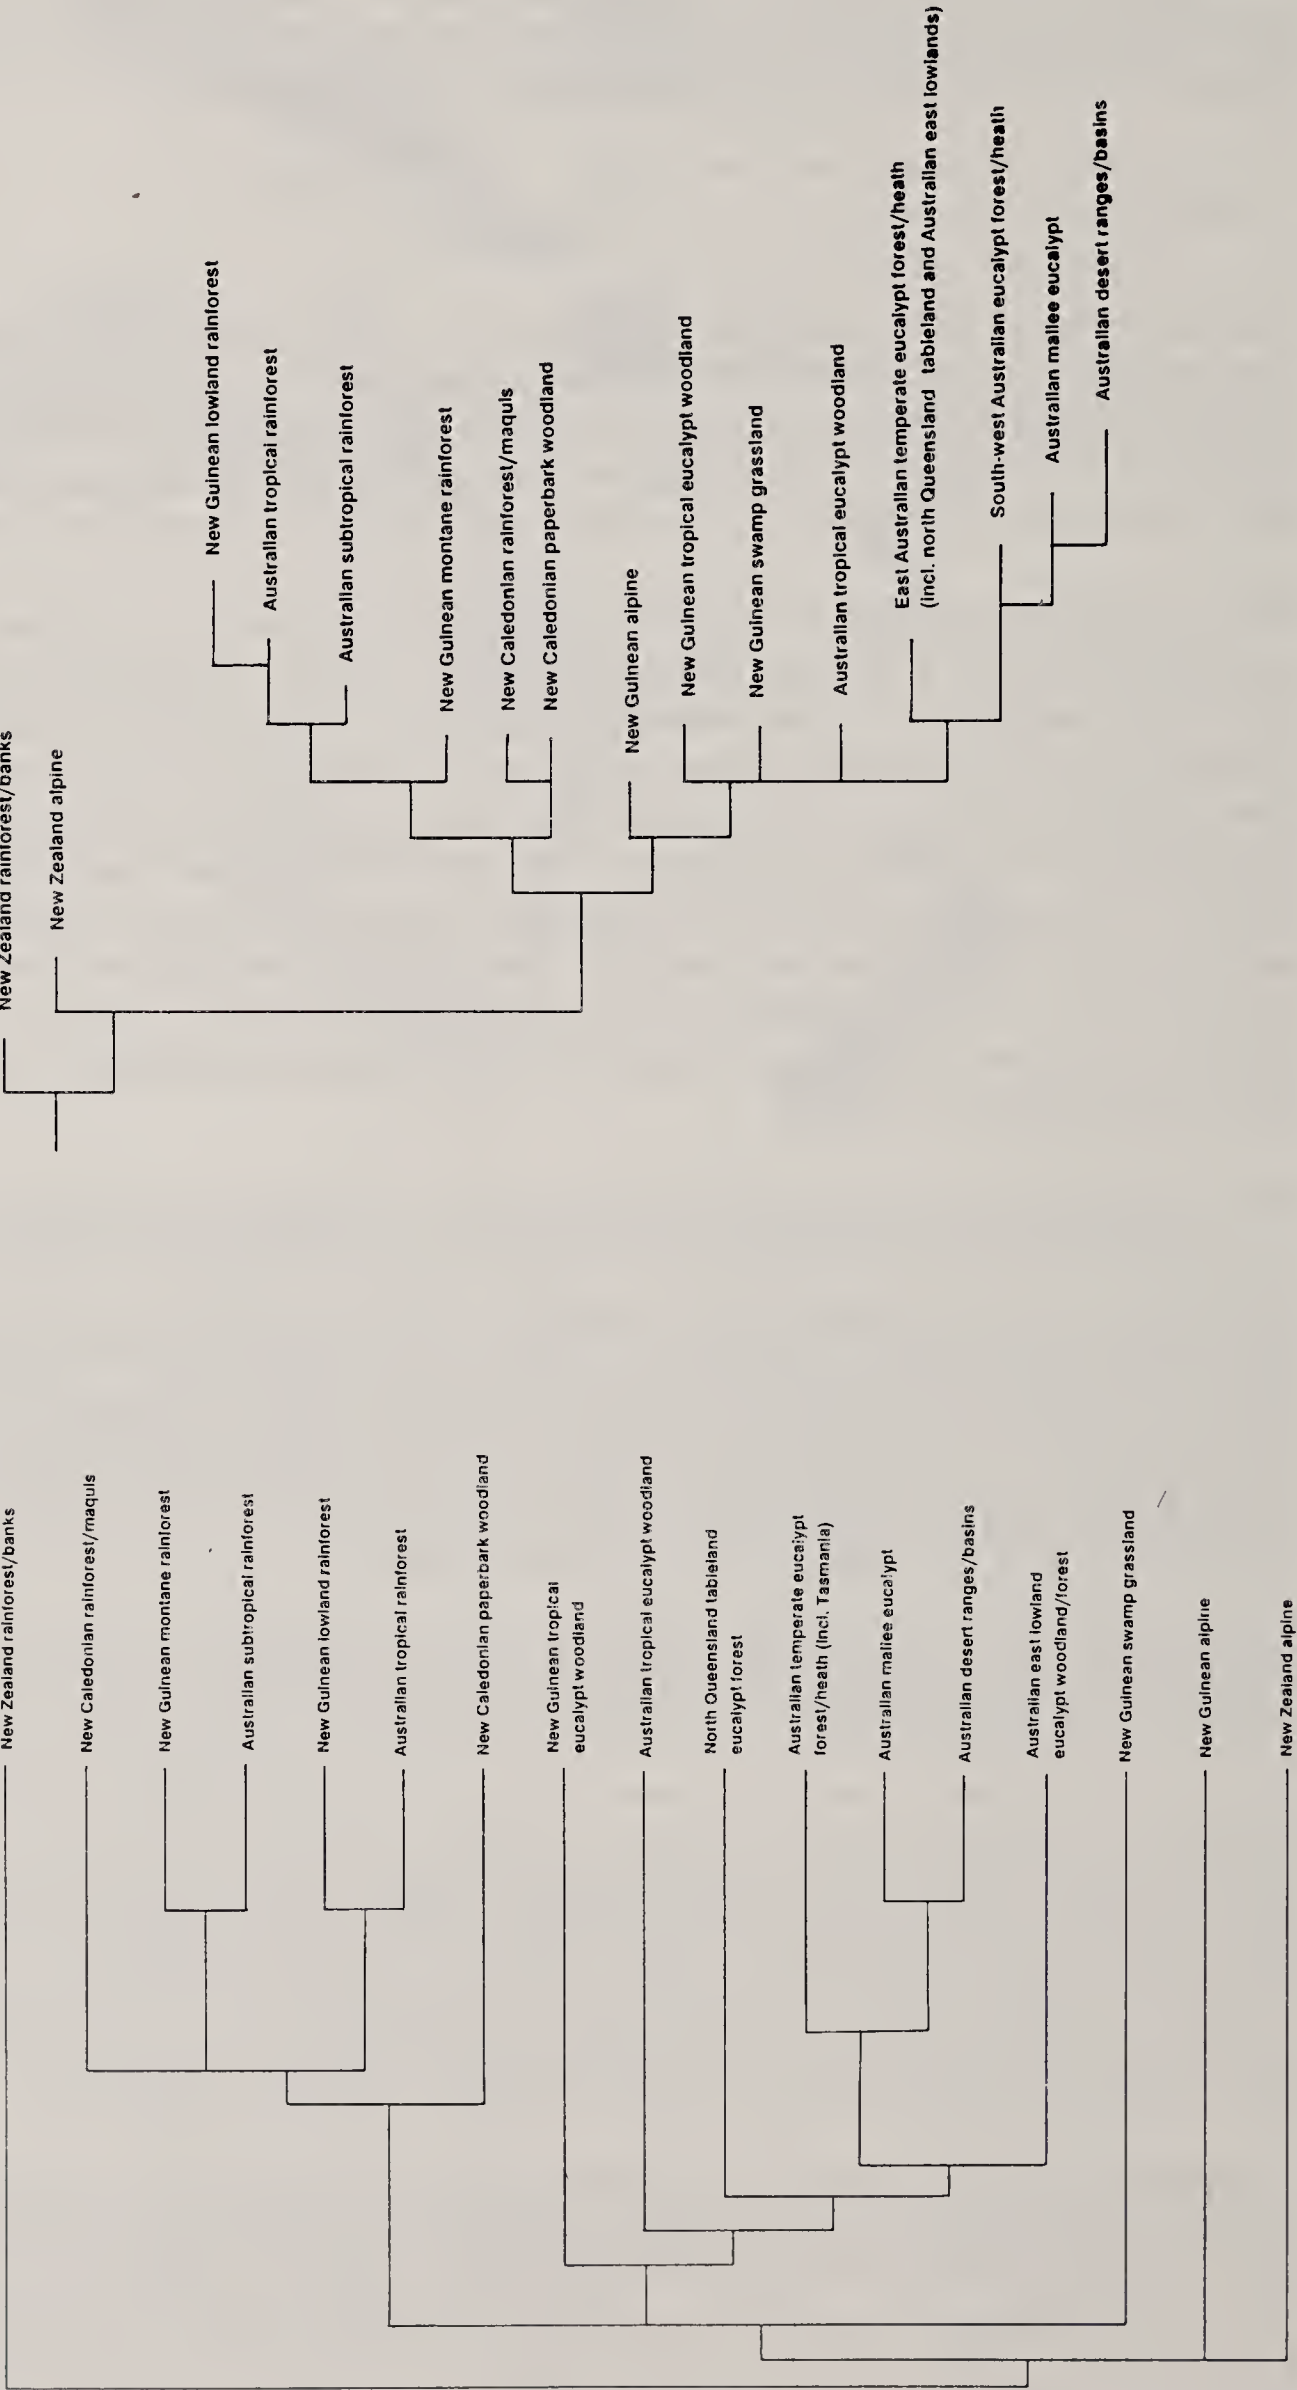 New Zealand rainforest/banks
New Zealand alpine
New Guinean lowland rainforest
Australian tropical rainforest
Australian subtropical rainforest
New Guinean montane rainforest
New Caledonian rainforest/maquis
New Caledonian paperbark woodland
New Guinean alpine
New Guinean tropical eucalypt woodland
New Guinean swamp grassland
Australian tropical eucalypt woodland
East Australian temperate eucalypt forest/heath
(incl. north Queensland tableland and Australian east lowlands)
South-west Australian eucalypt forest/heath
Australian mallee eucalypt
Australian desert ranges/basins
New Zealand rainforest/banks
New Caledonian rainforest/maquis
New Guinean montane rainforest
Australian subtropical rainforest
New Guinean lowland rainforest
Australian tropical rainforest
New Caledonian paperbark woodland
New Guinean tropical
eucalypt woodland
Australian tropical eucalypt woodland
North Queensland tableland
eucalypt forest
Australian temperate eucalypt
forest/heath (incl. Tasmania)
Australian mallee eucalypt
Australian desert ranges/basins
Australian east lowland
eucalypt woodland/forest
New Guinean swamp grassland
New Guinean alpine
New Zealand alpine